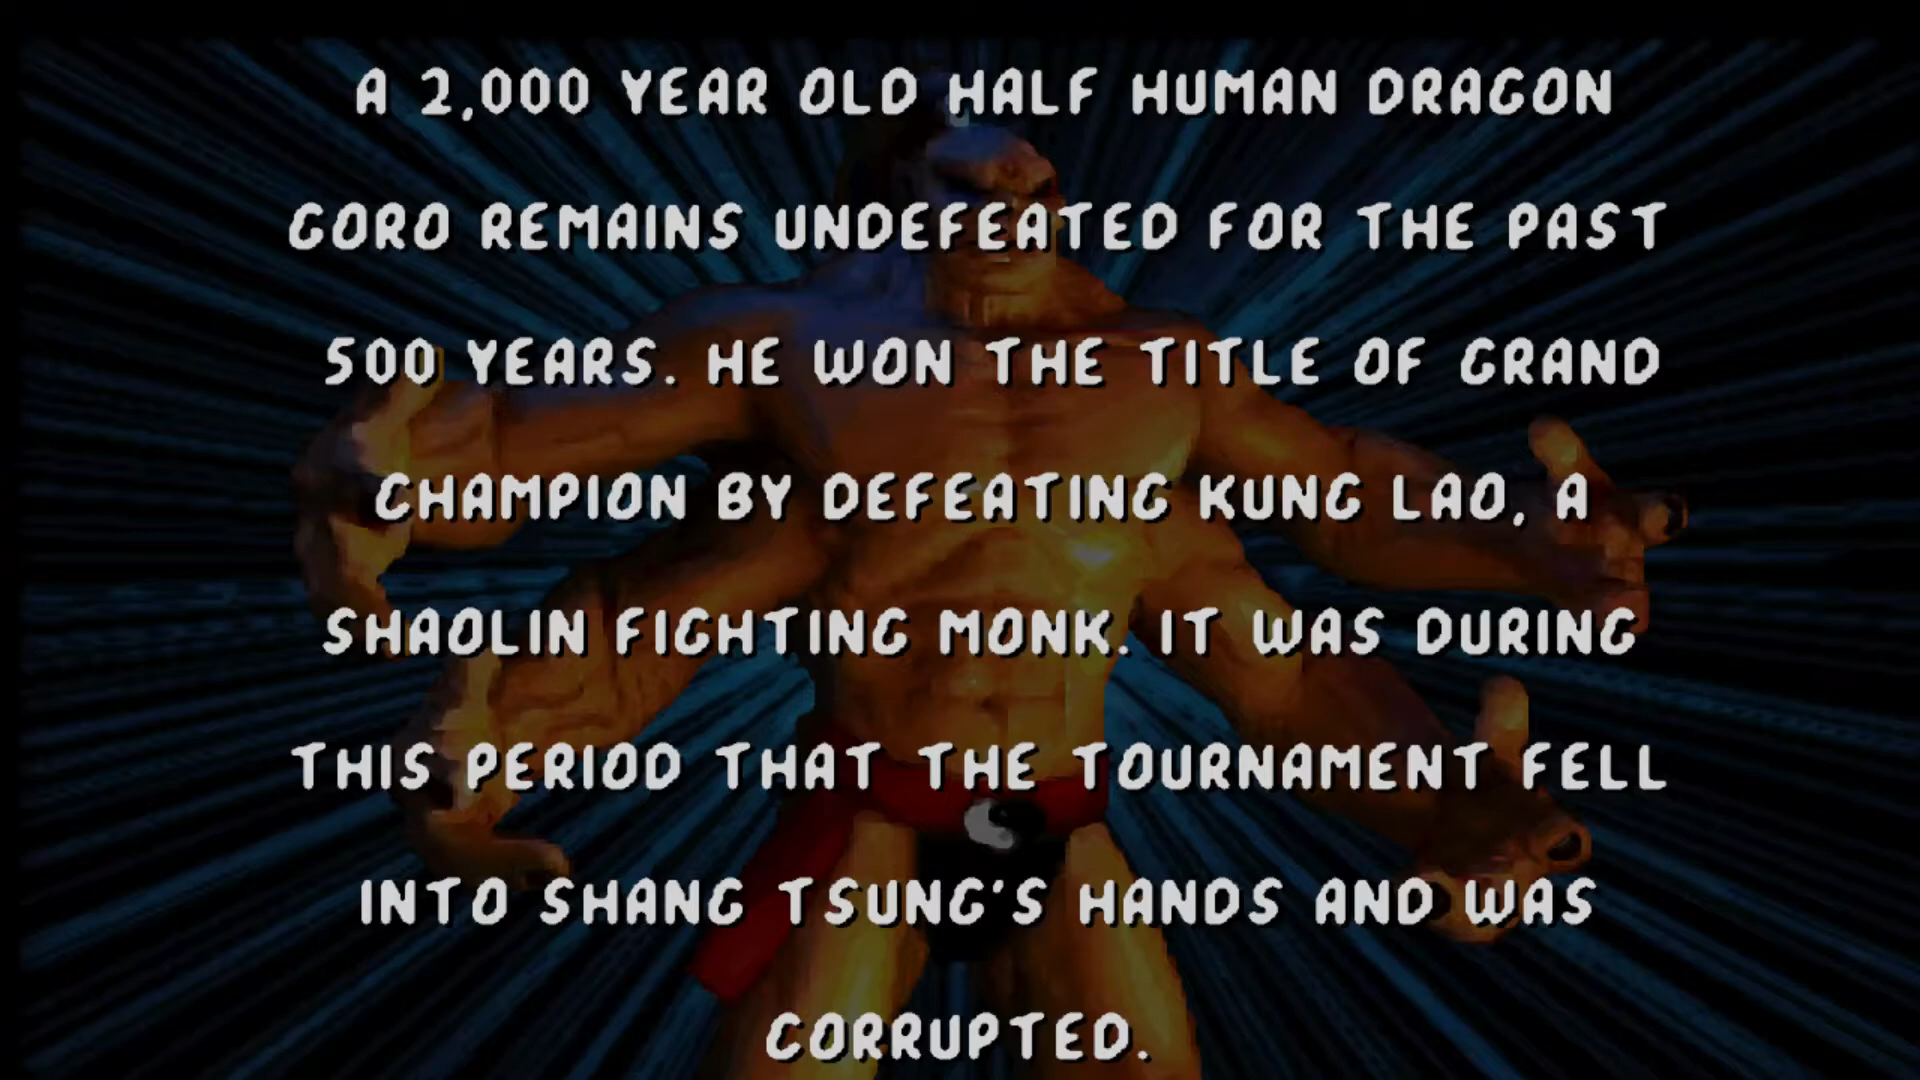 A 2,000 YEAR OLD HALF HUMAN DRAGON
GORO REMAINS UNDEFEATED FOR THE PAST
500 YEARS. HE WON THE TITLE OF GRAND
CHAMPION BY DEFEATING KUNG LAO, A
SHAOLIN FIGHTING MONK. IT WAS DURING
THIS PERIOD THAT THE TOURNAMENT FELL
INTO SHANG TSUNG'S HANDS AND WAS
CORRUPTED.